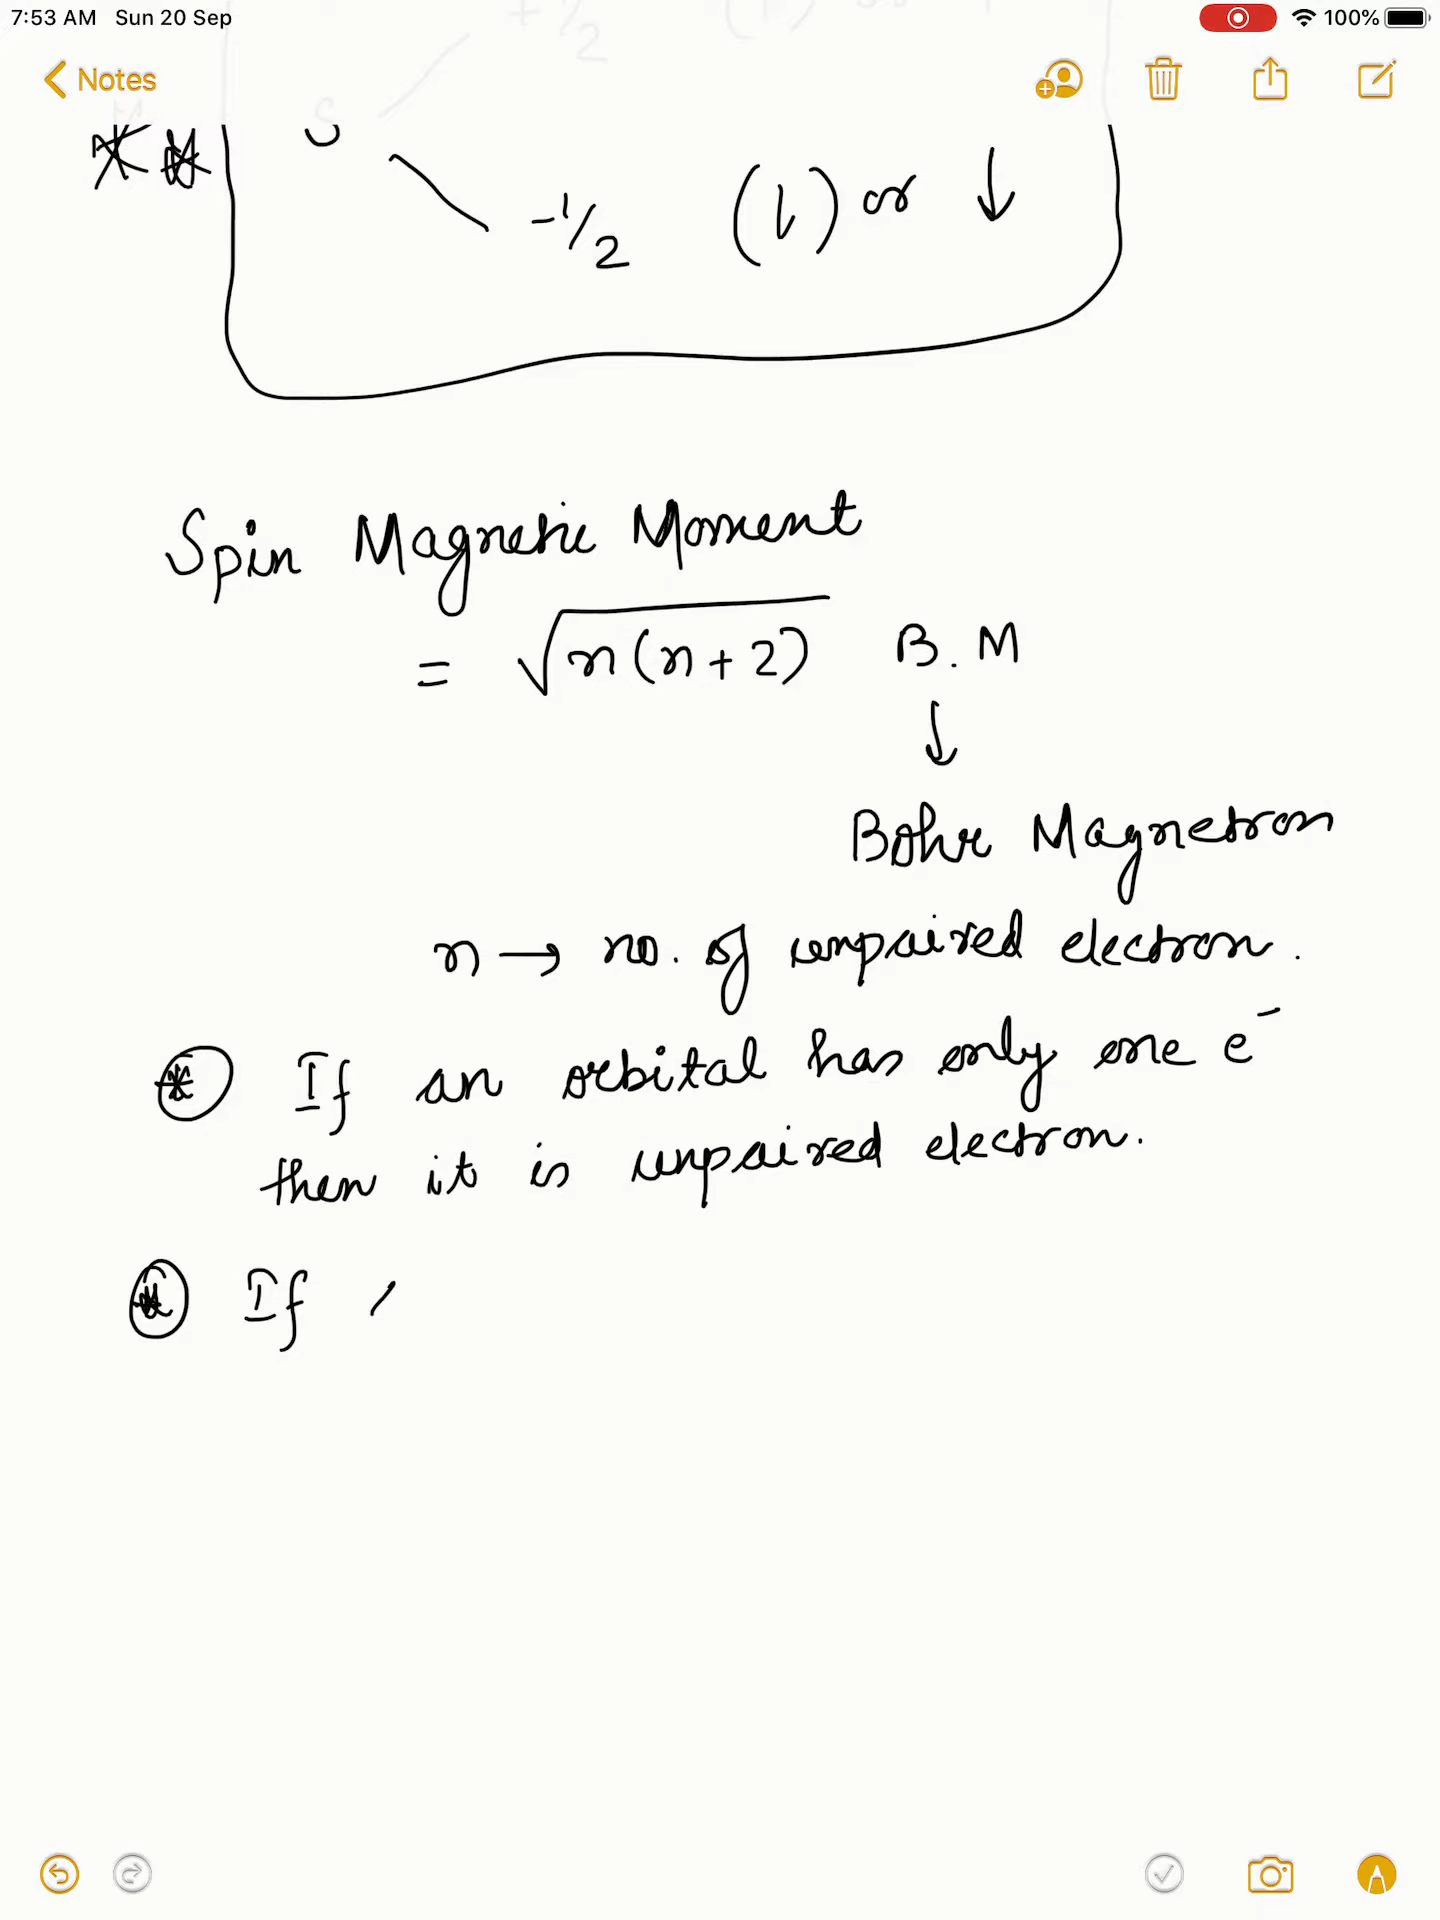 7:53 AM Sun 20 Sep
100%
Notes
-1/2 (l) or ↓
Spin Magnetic Moment
= √n(n+2) B.M
↓
Bohr Magnetron
n → no. of unpaired electron.
If an orbital has only one e⁻
then it is unpaired electron.
If